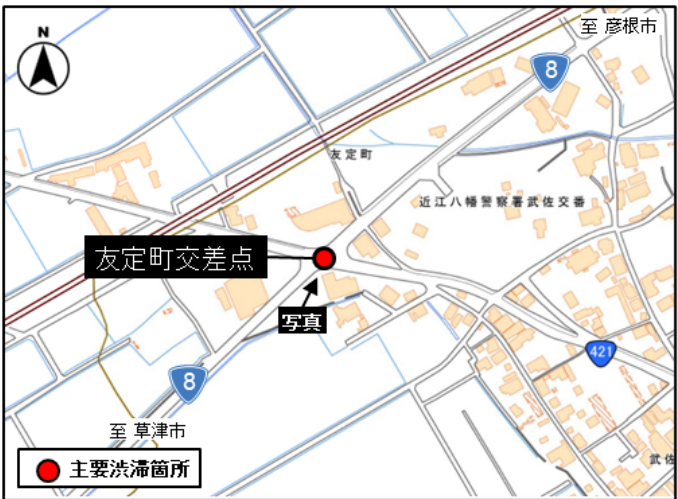 N
至 彦根市
8
友定町
近江八幡警察署武佐交番
友定町交差点
写真
421
8
至 草津市
主要渋滞箇所
武佐